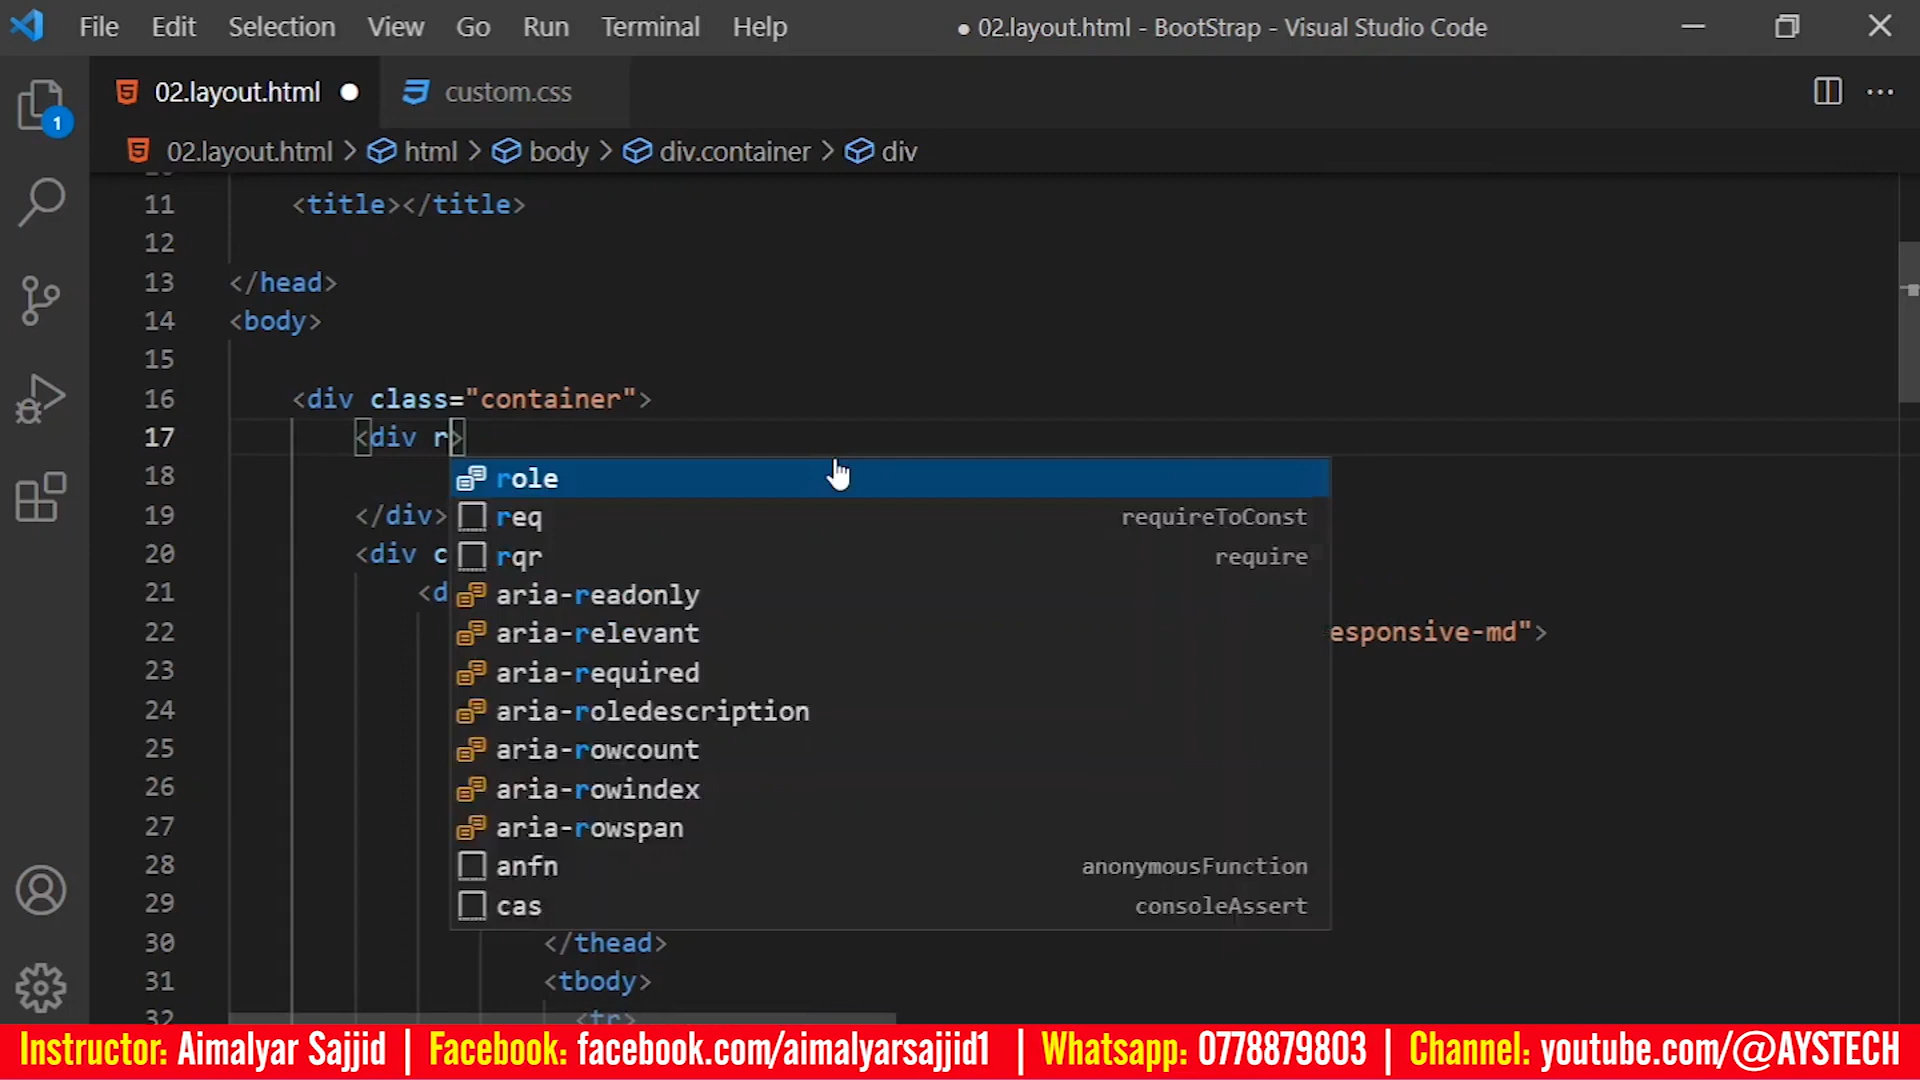 File Edit Selection View Go Run Terminal Help ● 02.layout.html - BootStrap - Visual Studio Code
02.layout.html ● custom.css
02.layout.html > html > body > div.container > div
1
11 <title></title>
12
13 </head>
14 <body>
15
16 <div class="container">
17 <div r>
18 role
19 </div> req requireToConst
20 <div c rqr require
21 <d aria-readonly
22 aria-relevant esponsive-md">
23 aria-required
24 aria-roledescription
25 aria-rowcount
26 aria-rowindex
27 aria-rowspan
28 anfn anonymousFunction
29 cas consoleAssert
30 </thead>
31 <tbody>
32 <tr>
Instructor: Aimalyar Sajjid | Facebook: facebook.com/aimalyarsajjid1 | Whatsapp: 0778879803 | Channel: youtube.com/@AYSTECH